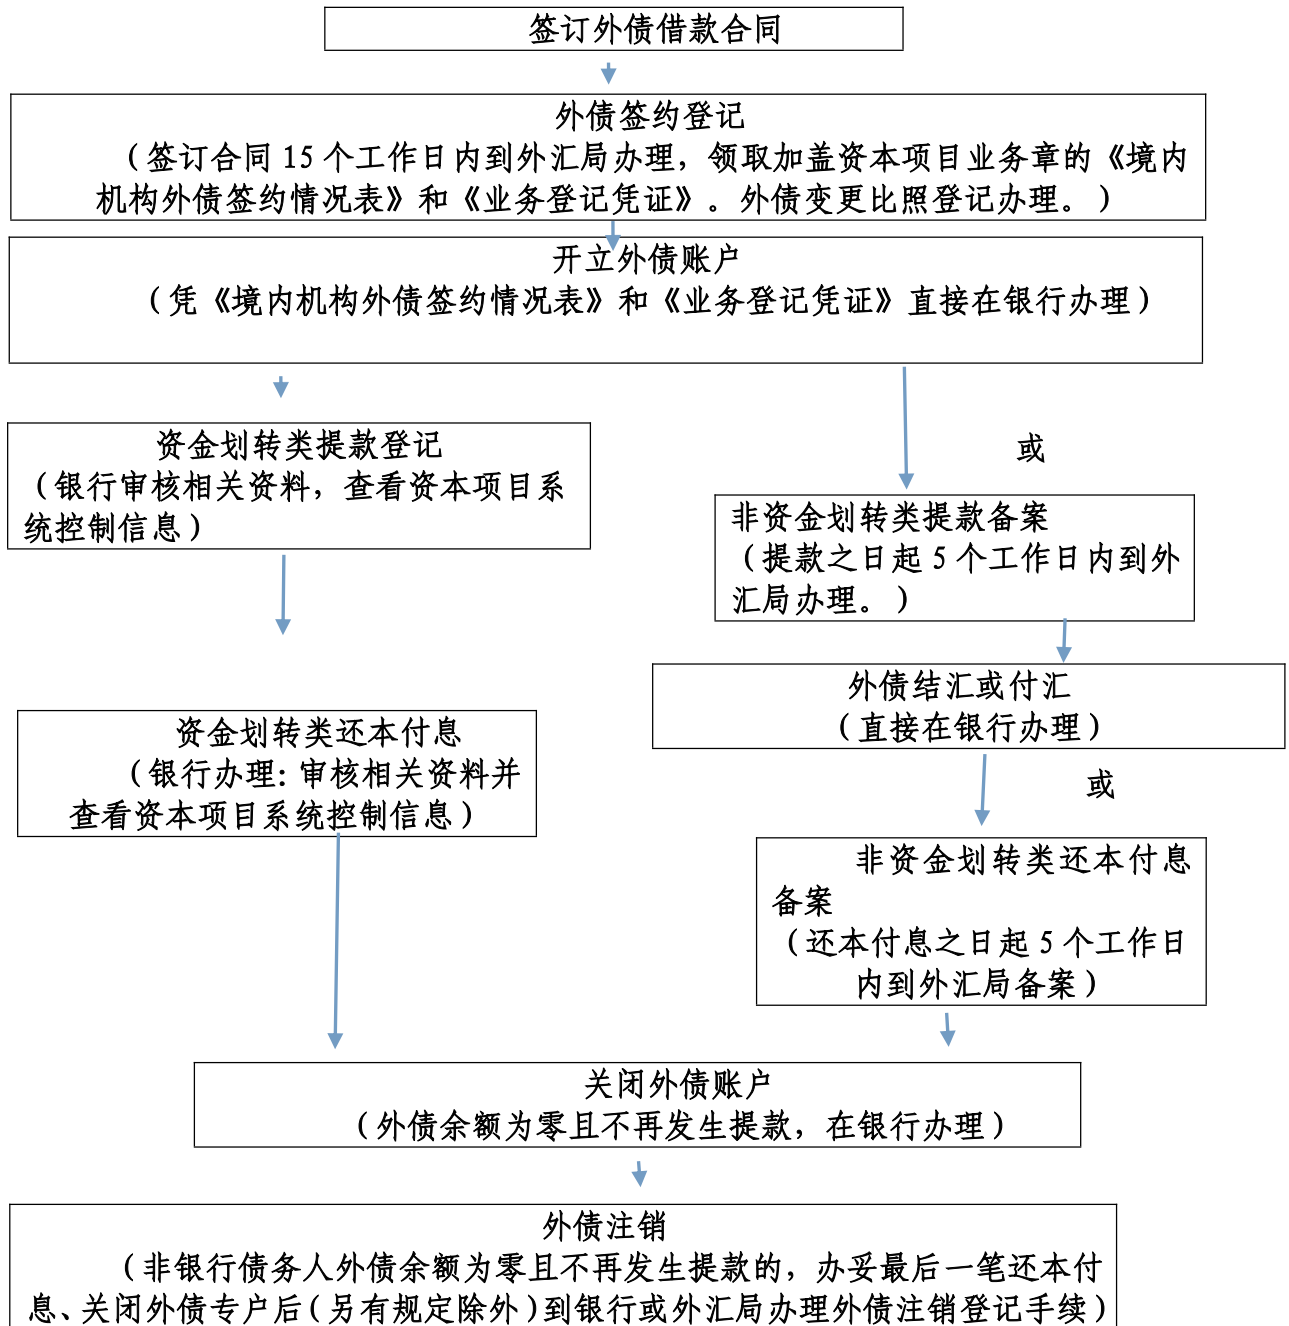 签订外债借款合同
外债签约登记
（签订合同 15 个工作日内到外汇局办理，领取加盖资本项目业务章的《境内
机构外债签约情况表》和《业务登记凭证》。外债变更比照登记办理。）
开立外债账户
（凭《境内机构外债签约情况表》和《业务登记凭证》直接在银行办理）
资金划转类提款登记
（银行审核相关资料，查看资本项目系
统控制信息）
或
非资金划转类提款备案
（提款之日起 5 个工作日内到外
汇局办理。）
外债结汇或付汇
（直接在银行办理）
资金划转类还本付息
（银行办理：审核相关资料并
查看资本项目系统控制信息）
或
非资金划转类还本付息
备案
（还本付息之日起 5 个工作日
内到外汇局备案）
关闭外债账户
（外债余额为零且不再发生提款，在银行办理）
外债注销
（非银行债务人外债余额为零且不再发生提款的，办妥最后一笔还本付
息、关闭外债专户后（另有规定除外）到银行或外汇局办理外债注销登记手续）